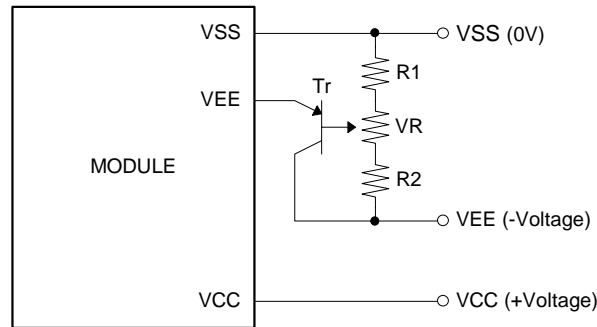 VSS
VSS (0V)
R1
Tr
VEE
VR
MODULE
R2
VEE (-Voltage)
VCC
VCC (+Voltage)